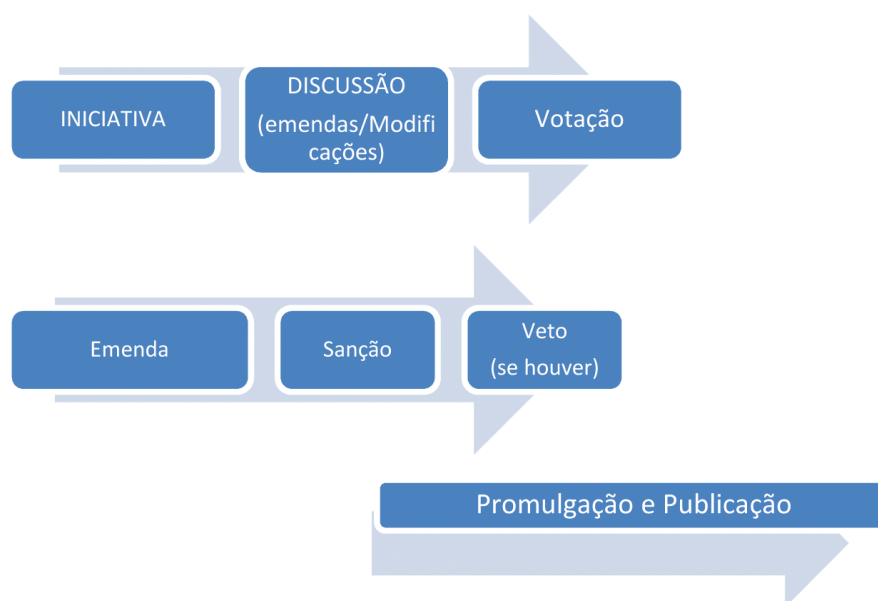 INICIATIVA
DISCUSSÃO
(emendas/Modifi
cações)
Votação
Emenda
Sanção
Veto
(se houver)
Promulgação e Publicação